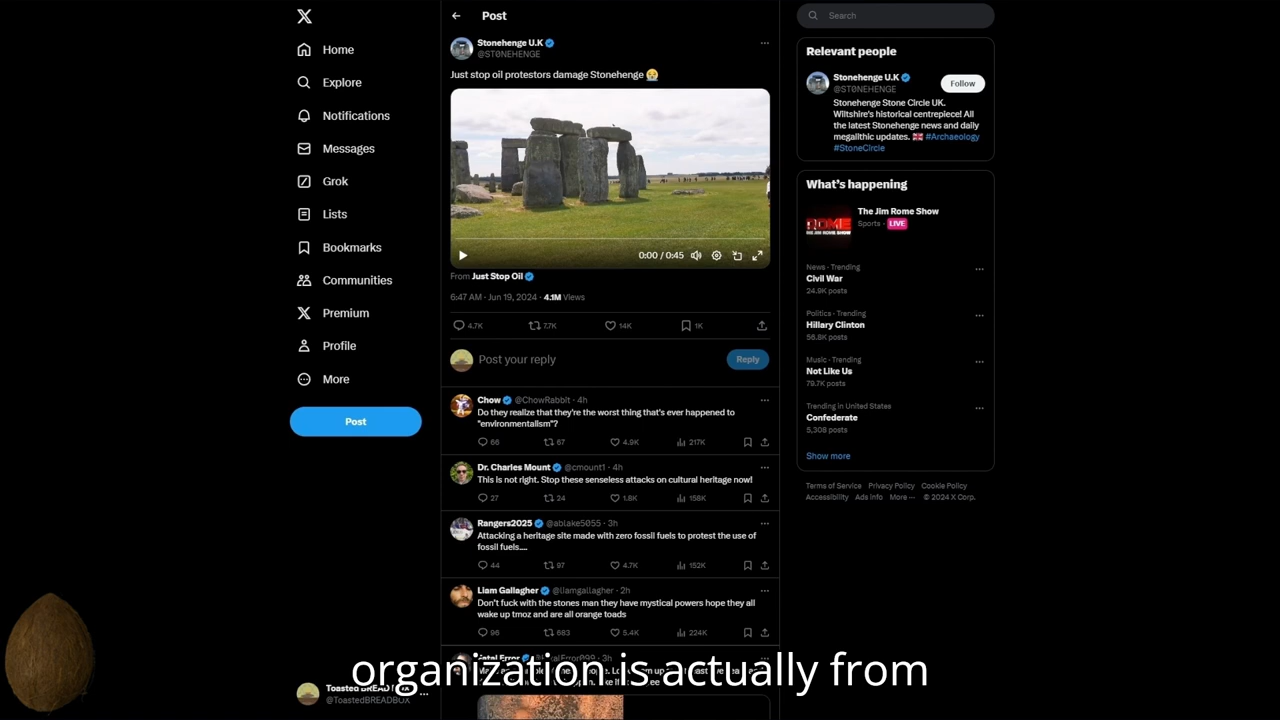 Home
Explore
Notifications
Messages
Grok
Lists
Bookmarks
Communities
Premium
Profile
More
Post
Toasted BREAD
@ToastedBREADBOX
Post
Stonehenge U.K
@ST0NEHENGE
Just stop oil protestors damage Stonehenge 😢
0:00 / 0:45
From Just Stop Oil
6:47 AM · Jun 19, 2024 · 4.1M Views
4.7K 7.7K 14K 1K
Post your reply
Reply
Chow @ChowRabbit · 4h
Do they realize that they're the worst thing that's ever happened to
"environmentalism"?
66 67 4.9K 217K
Dr. Charles Mount @cmount1 · 4h
This is not right. Stop these senseless attacks on cultural heritage now!
27 24 1.8K 158K
Rangers2025 @ablake5055 · 3h
Attacking a heritage site made with zero fossil fuels to protest the use of
fossil fuels....
44 97 4.7K 152K
Liam Gallagher @liamgallagher · 2h
Don't fuck with the stones man they have mystical powers hope they all
wake up tmoz and are all orange toads
96 683 5.4K 224K
organization is actually from
Search
Relevant people
Stonehenge U.K
@ST0NEHENGE
Follow
Stonehenge Stone Circle UK.
Wiltshire's historical centrepiece! All
the latest Stonehenge news and daily
megalithic updates. 🇬🇧 #Archaeology
#StoneCircle
What's happening
The Jim Rome Show
Sports · LIVE
ROME
THE JIM ROME SHOW
News · Trending
Civil War
24.9K posts
Politics · Trending
Hillary Clinton
55.8K posts
Music · Trending
Not Like Us
79.7K posts
Trending in United States
Confederate
5,308 posts
Show more
Terms of Service Privacy Policy Cookie Policy
Accessibility Ads info More ··· © 2024 X Corp.